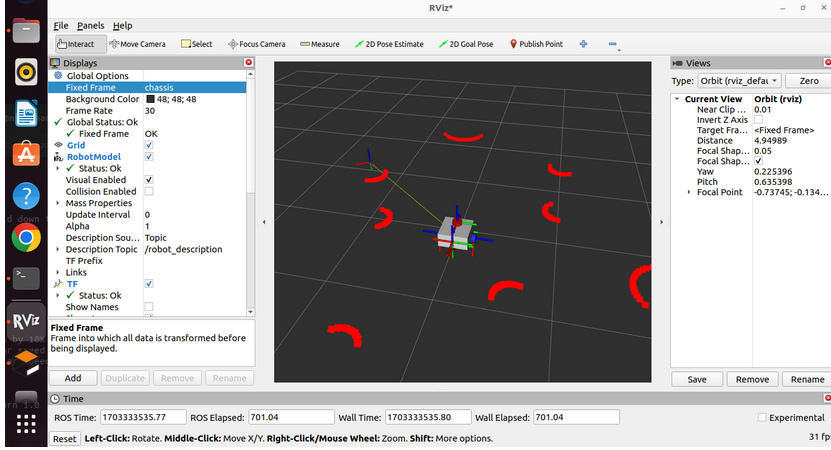 RViz*
File Panels Help
Interact Move Camera Select Focus Camera Measure 2D Pose Estimate 2D Goal Pose Publish Point
Displays
Global Options
Fixed Frame chassis
Background Color 48; 48; 48
Frame Rate 30
Global Status: Ok
Fixed Frame OK
Grid
RobotModel
Status: Ok
Visual Enabled
Collision Enabled
Mass Properties
Update Interval 0
Alpha 1
Description Sou... Topic
Description Topic /robot_description
TF Prefix
Links
TF
Status: Ok
Show Names
Fixed Frame
Frame into which all data is transformed before
being displayed.
Add Duplicate Remove Rename
Views
Type: Orbit (rviz_defau Zero
Current View Orbit (rviz)
Near Clip ... 0.01
Invert Z Axis
Target Fra... <Fixed Frame>
Distance 4.94989
Focal Shap... 0.05
Focal Shap...
Yaw 0.225396
Pitch 0.635398
Focal Point -0.73745; -0.134...
Save Remove Rename
Time
ROS Time: 1703333535.77 ROS Elapsed: 701.04 Wall Time: 1703333535.80 Wall Elapsed: 701.04 Experimental
Reset Left-Click: Rotate. Middle-Click: Move X/Y. Right-Click/Mouse Wheel: Zoom. Shift: More options. 31 fp
RViz